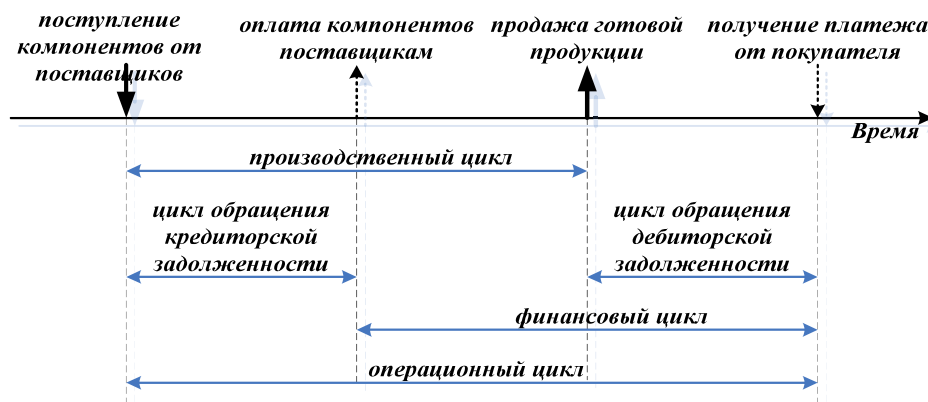 поступление
компонентов от
поставщиков
оплата компонентов
поставщикам
продажа готовой
продукции
получение платежа
от покупателя
Время
производственный цикл
цикл обращения
кредиторской
задолженности
цикл обращения
дебиторской
задолженности
финансовый цикл
операционный цикл